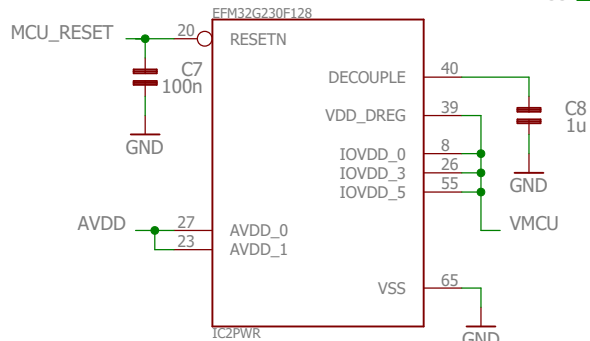 EFM32G230F128
MCU_RESET
20
RESETN
C7
100n
GND
DECOUPLE
40
VDD_DREG
39
C8
1u
IOVDD_0
8
IOVDD_3
26
IOVDD_5
55
GND
AVDD
27
AVDD_0
23
AVDD_1
VMCU
VSS
65
IC2PWR
GND